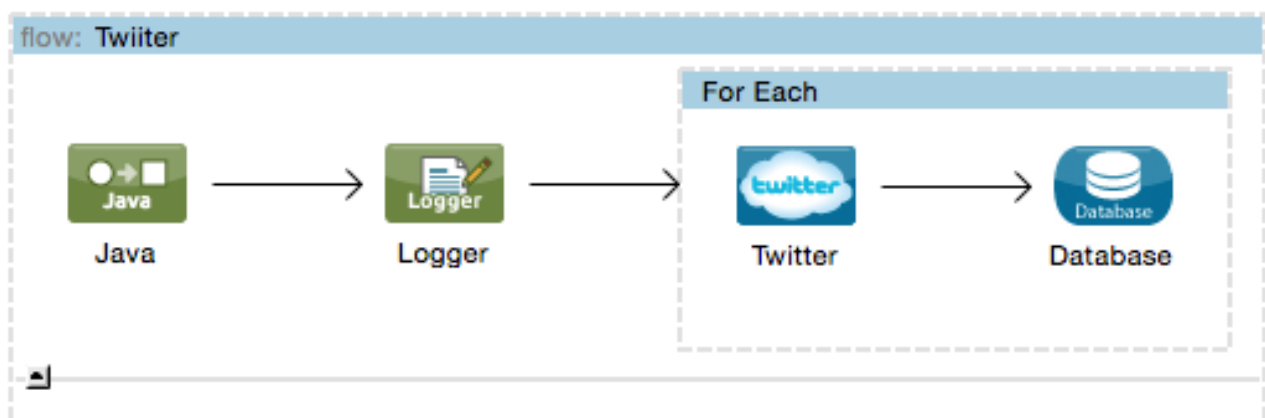 flow: Twiiter
For Each
Java
Logger
twitter
Database
Java
Logger
Twitter
Database